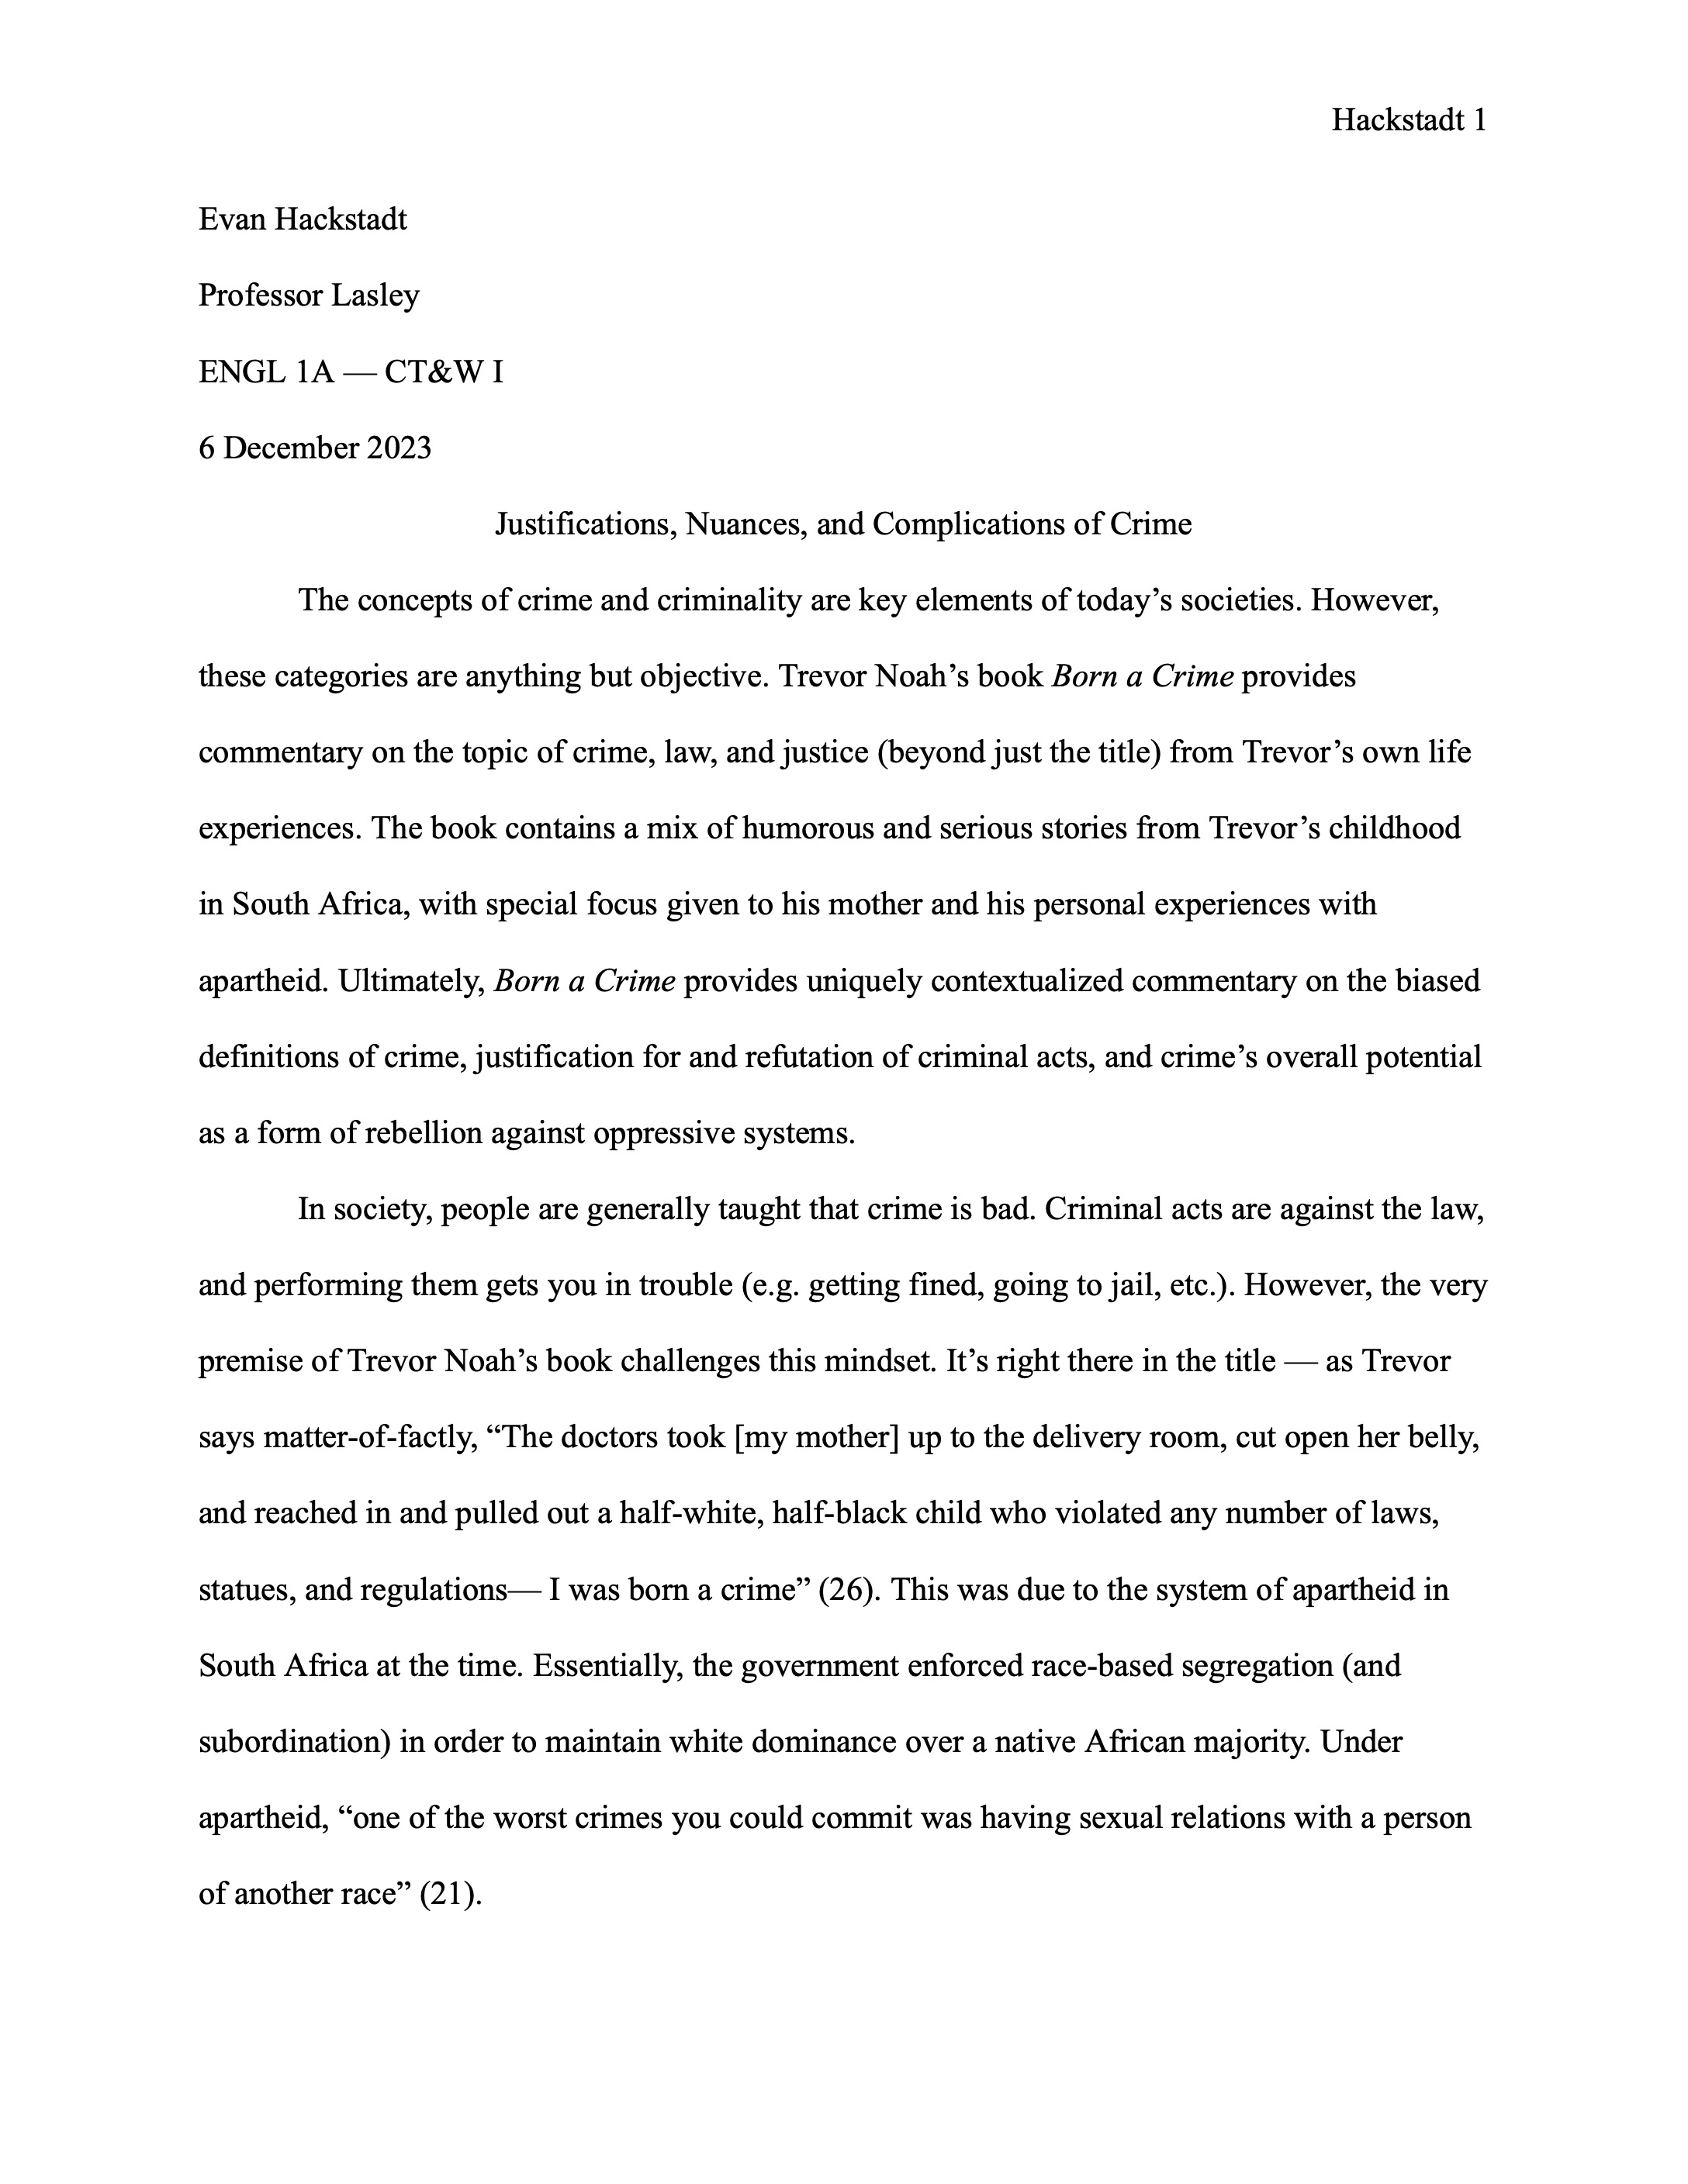 Hackstadt 1
Evan Hackstadt
Professor Lasley
ENGL 1A — CT&W I
6 December 2023
Justifications, Nuances, and Complications of Crime
The concepts of crime and criminality are key elements of today’s societies. However,
these categories are anything but objective. Trevor Noah’s book Born a Crime provides
commentary on the topic of crime, law, and justice (beyond just the title) from Trevor’s own life
experiences. The book contains a mix of humorous and serious stories from Trevor’s childhood
in South Africa, with special focus given to his mother and his personal experiences with
apartheid. Ultimately, Born a Crime provides uniquely contextualized commentary on the biased
definitions of crime, justification for and refutation of criminal acts, and crime’s overall potential
as a form of rebellion against oppressive systems.
In society, people are generally taught that crime is bad. Criminal acts are against the law,
and performing them gets you in trouble (e.g. getting fined, going to jail, etc.). However, the very
premise of Trevor Noah’s book challenges this mindset. It’s right there in the title — as Trevor
says matter-of-factly, “The doctors took [my mother] up to the delivery room, cut open her belly,
and reached in and pulled out a half-white, half-black child who violated any number of laws,
statues, and regulations— I was born a crime” (26). This was due to the system of apartheid in
South Africa at the time. Essentially, the government enforced race-based segregation (and
subordination) in order to maintain white dominance over a native African majority. Under
apartheid, “one of the worst crimes you could commit was having sexual relations with a person
of another race” (21).